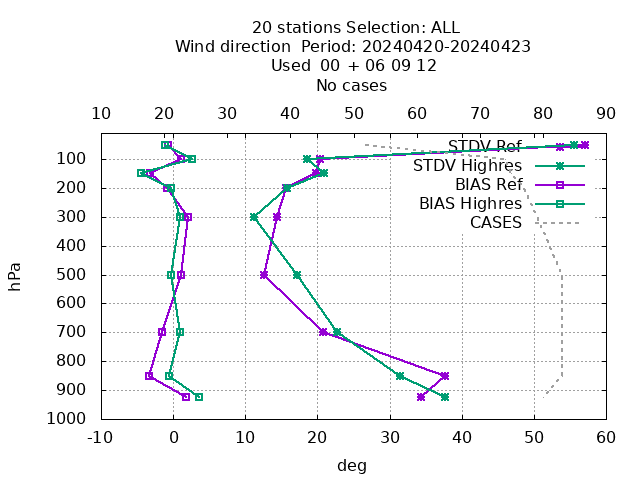 20 stations Selection: ALL
Wind direction  Period: 20240420-20240423
Used  00 + 06 09 12
No cases
10 20 30 40 50 60 70 80 90
STDV Ref
STDV Highres
BIAS Ref
BIAS Highres
CASES
hPa
100
200
300
400
500
600
700
800
900
1000
-10 0 10 20 30 40 50 60
deg